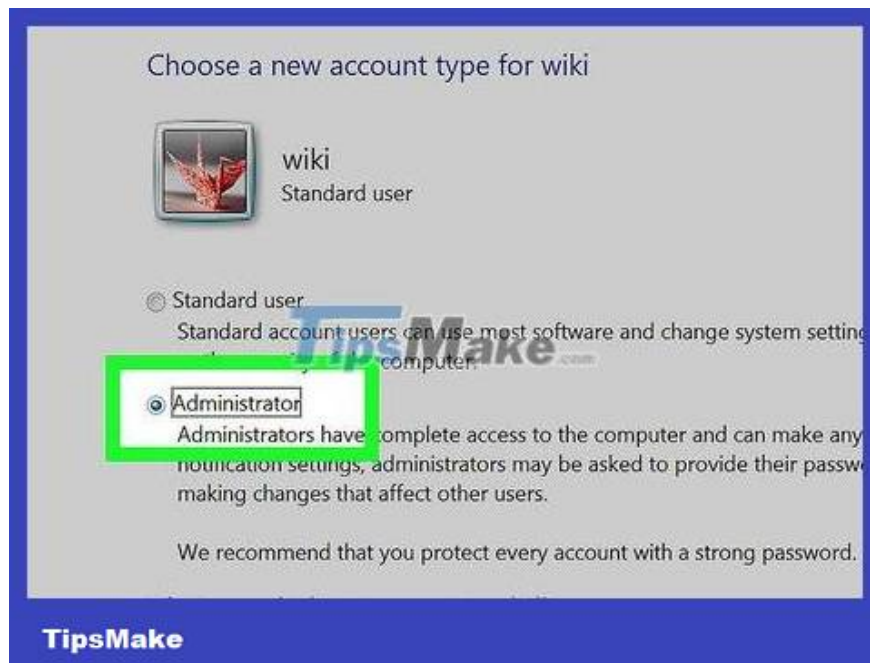 Choose a new account type for wiki
wiki
Standard user
Standard user
Standard account users can use most software and change system setting
computer.
TipsMake.com
Administrator
Administrators have complete access to the computer and can make any
notification settings, administrators may be asked to provide their passw
making changes that affect other users.
We recommend that you protect every account with a strong password.
TipsMake